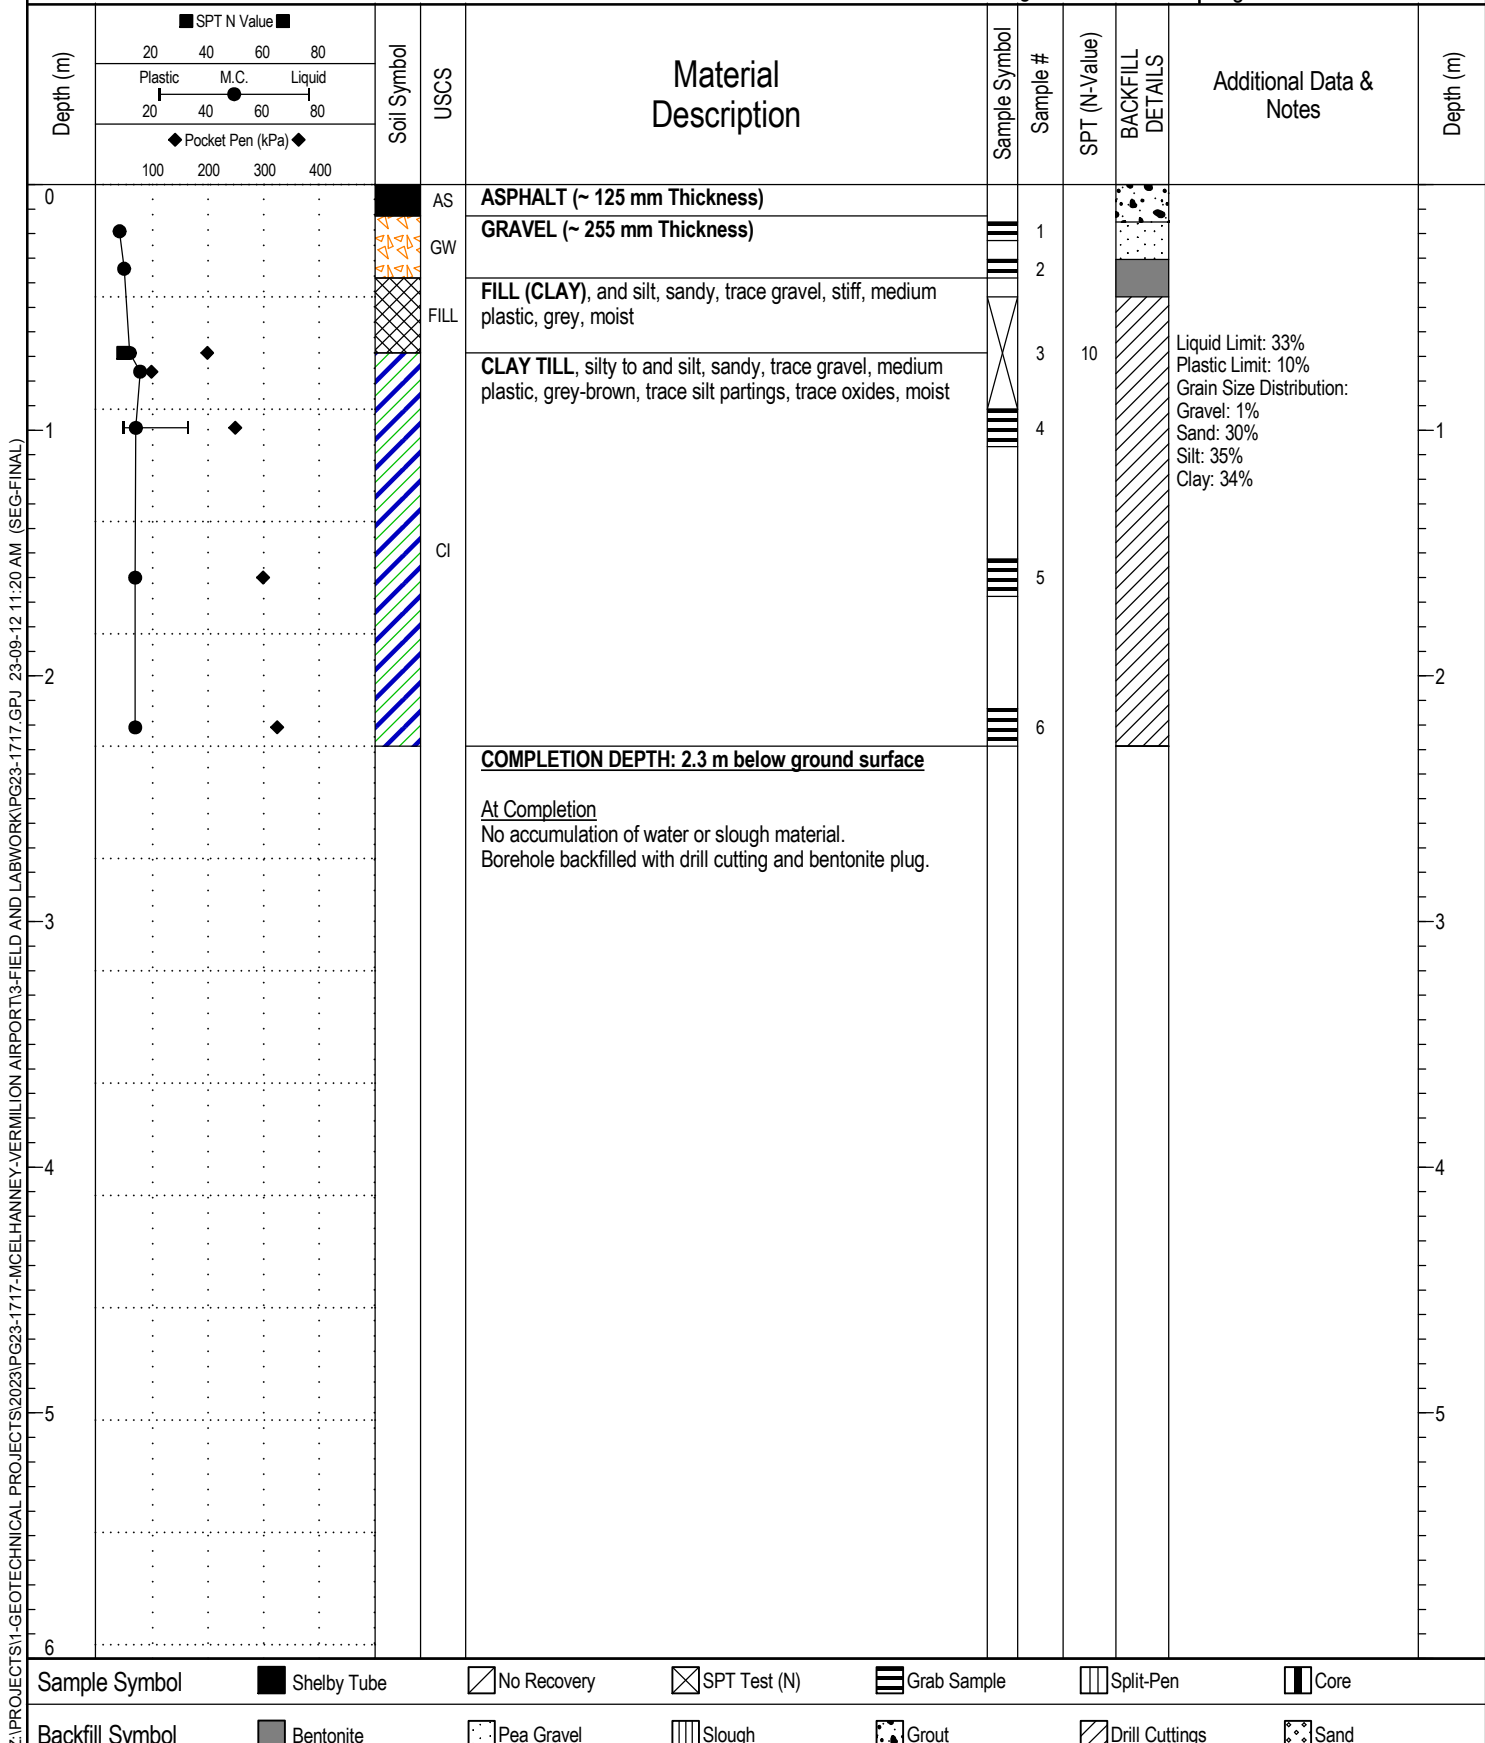 SPT N Value
20 40 60 80
Plastic M.C. Liquid
20 40 60 80
Pocket Pen (kPa)
100 200 300 400
Depth (m)
Soil Symbol
USCS
Material
Description
Sample Symbol
Sample #
SPT (N-Value)
BACKFILL
DETAILS
Additional Data &
Notes
Depth (m)
0
AS
ASPHALT (~ 125 mm Thickness)
GW
GRAVEL (~ 255 mm Thickness)
1
2
FILL
FILL (CLAY), and silt, sandy, trace gravel, stiff, medium
plastic, grey, moist
3 10
CLAY TILL, silty to and silt, sandy, trace gravel, medium
plastic, grey-brown, trace silt partings, trace oxides, moist
Liquid Limit: 33%
Plastic Limit: 10%
Grain Size Distribution:
Gravel: 1%
Sand: 30%
Silt: 35%
Clay: 34%
1
4
1
CI
5
2
2
6
COMPLETION DEPTH: 2.3 m below ground surface
At Completion
No accumulation of water or slough material.
Borehole backfilled with drill cutting and bentonite plug.
3
3
4
4
5
5
6
Z:\PROJECTS\1-GEOTECHNICAL PROJECTS\2023\PG23-1717-MCELHANNEY-VERMILION AIRPORT\3-FIELD AND LABWORK\PG23-1717.GPJ 23-09-12 11:20 AM (SEG-FINAL)
Sample Symbol Shelby Tube No Recovery SPT Test (N) Grab Sample Split-Pen Core
Backfill Symbol Bentonite Pea Gravel Slough Grout Drill Cuttings Sand